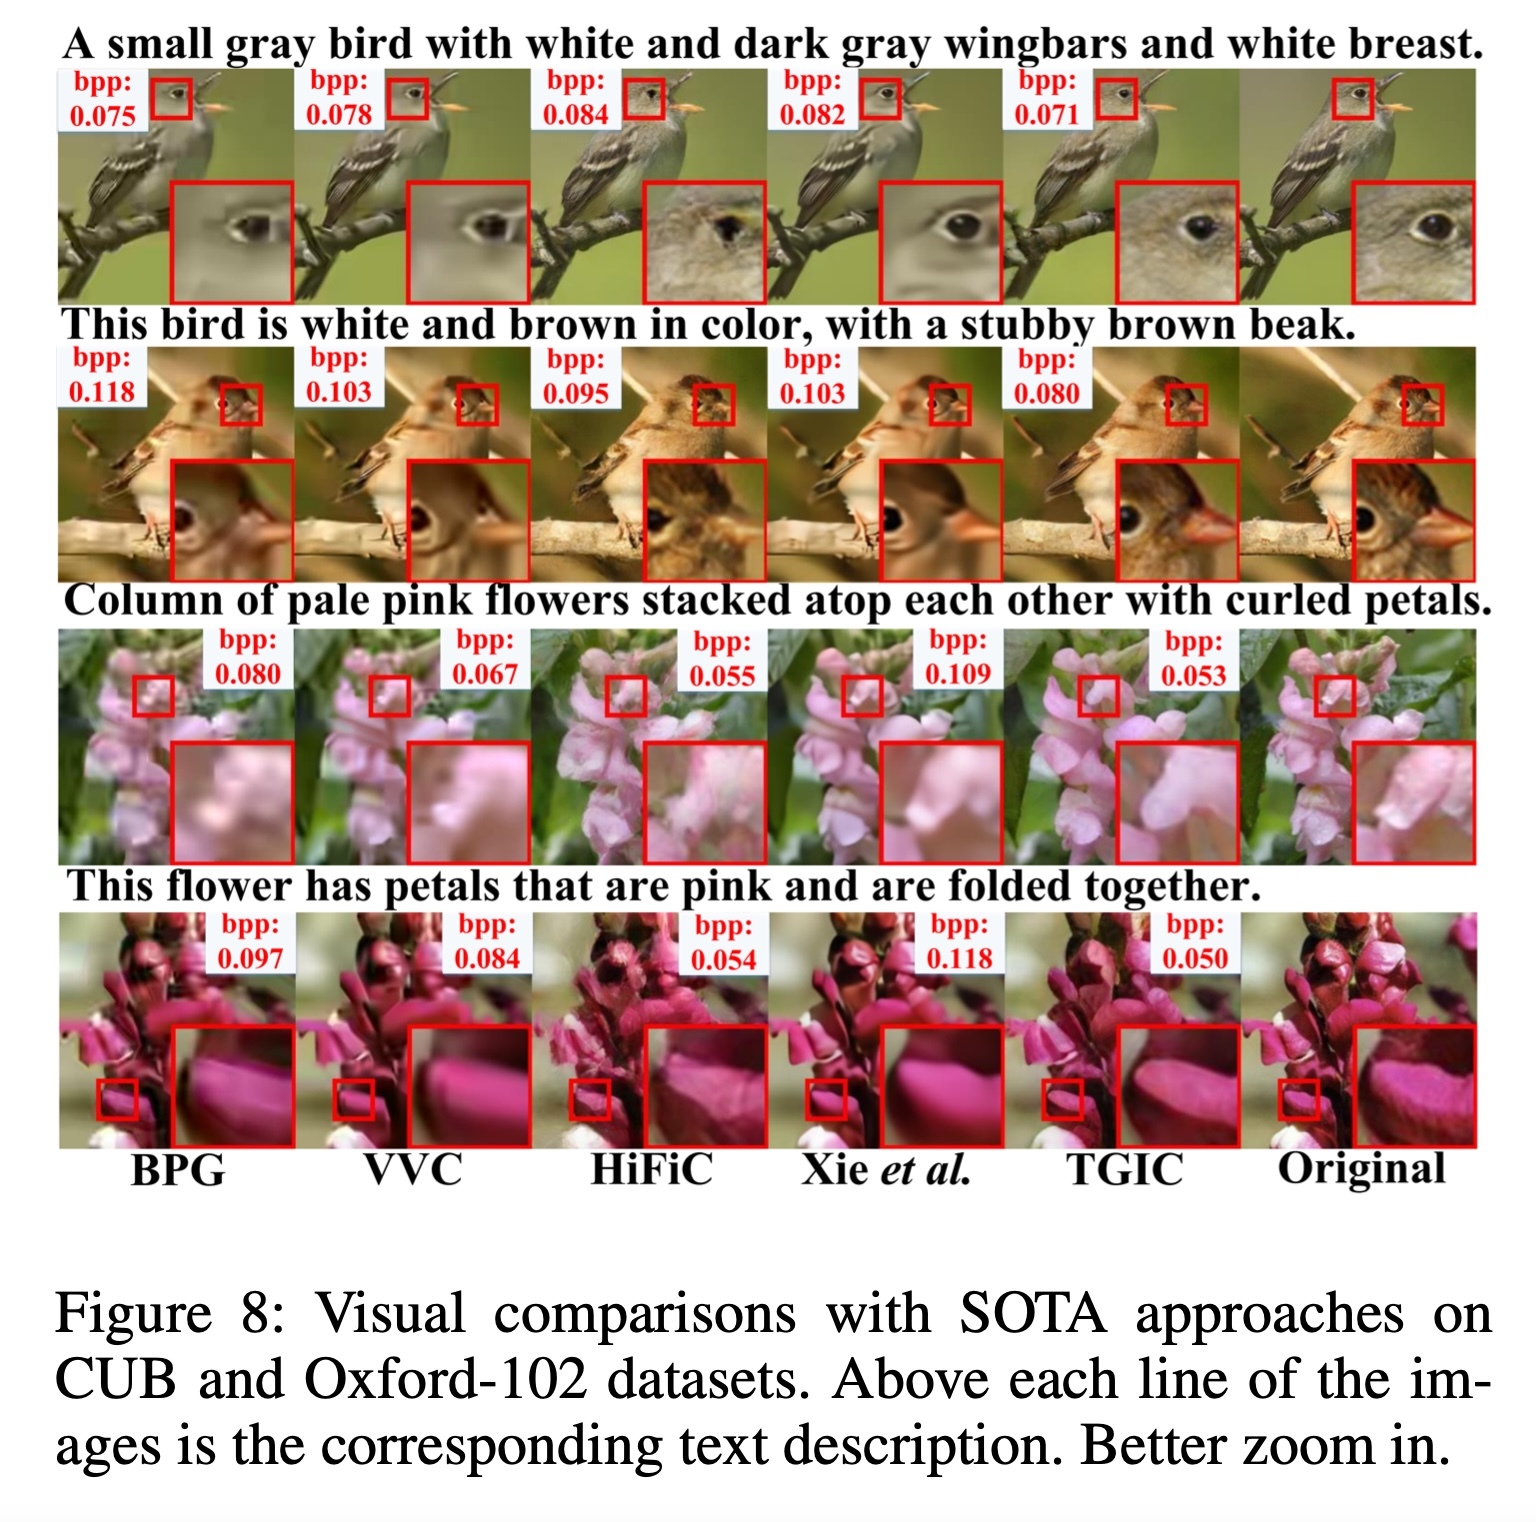 A small gray bird with white and dark gray wingbars and white breast.
bpp: bpp: bpp: bpp: bpp:
0.075 0.078 0.084 0.082 0.071
This bird is white and brown in color, with a stubby brown beak.
bpp: bpp: bpp: bpp: bpp:
0.118 0.103 0.095 0.103 0.080
Column of pale pink flowers stacked atop each other with curled petals.
bpp: bpp: bpp: bpp: bpp:
0.080 0.067 0.055 0.109 0.053
This flower has petals that are pink and are folded together.
bpp: bpp: bpp: bpp: bpp:
0.097 0.084 0.054 0.118 0.050
BPG VVC HiFiC Xie et al. TGIC Original
Figure 8: Visual comparisons with SOTA approaches on
CUB and Oxford-102 datasets. Above each line of the im-
ages is the corresponding text description. Better zoom in.